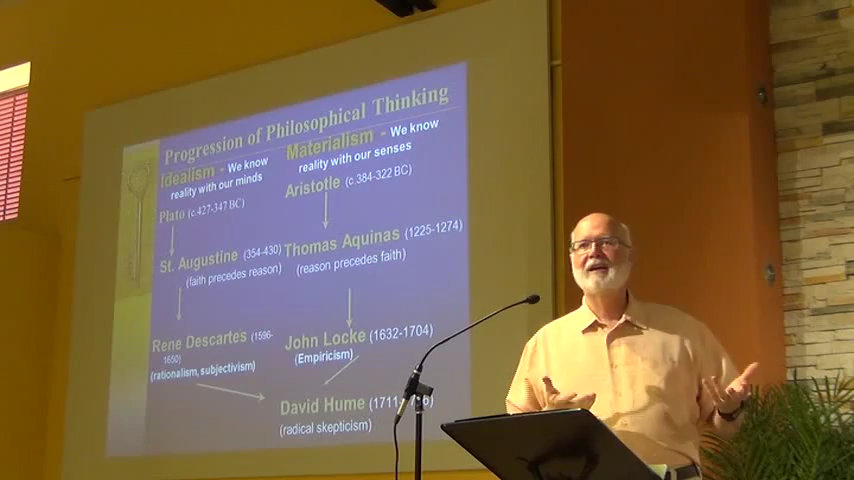 Progression of Philosophical Thinking
Idealism - We know
reality with our minds
Plato (c.427-347 BC)
St. Augustine (354-430)
(faith precedes reason)
Rene Descartes (1596-
1650)
(rationalism, subjectivism)
Materialism - We know
reality with our senses
Aristotle (c.384-322 BC)
Thomas Aquinas (1225-1274)
(reason precedes faith)
John Locke (1632-1704)
(Empiricism)
David Hume
(radical skepticism)